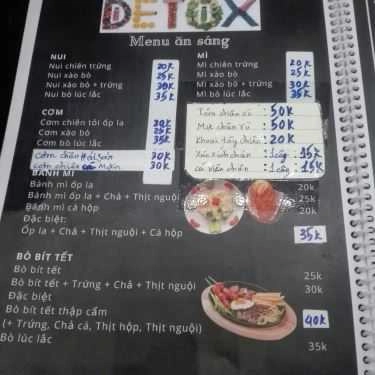 DETOX
Menu ăn sáng
NUI
Nui chiên trứng 20k
Nui xào bò 25k
Nui xào bò + trứng 30k
Nui bò lúc lắc 35k
MÌ
Mì chiên trứng 20k
Mì xào bò 25k
Mì xào bò + trứng 30k
Mì bò lúc lắc 35k
CƠM
Cơm chiên tỏi ốp la 30k
Cơm xào bò 25k
Cơm bò lúc lắc 35k
Cơm chiên Hải Sản 30k
cơm chiên cá Mặn 30k
Tôm chiên xù : 50k
Mực chiên xù : 50k
Khoai tây chiên : 20k
Xúc xích chiên : 15k
cá viên chiên : 15k
BÁNH MÌ
Bánh mì ốp la 20k
Bánh mì ốp la + Chả + Thịt nguội 25k
Bánh mì cá hộp
Đặc biệt:
Ốp la + Chả + Thịt nguội + Cá hộp 35k
BÒ BÍT TẾT
Bò bít tết 25k
Bò bít tết + Trứng + Chả + Thịt nguội 30k
Đặc biệt
Bò bít tết thập cẩm 40k
(+ Trứng, Chả cá, Thịt hộp, Thịt nguội)
Bò lúc lắc 35k